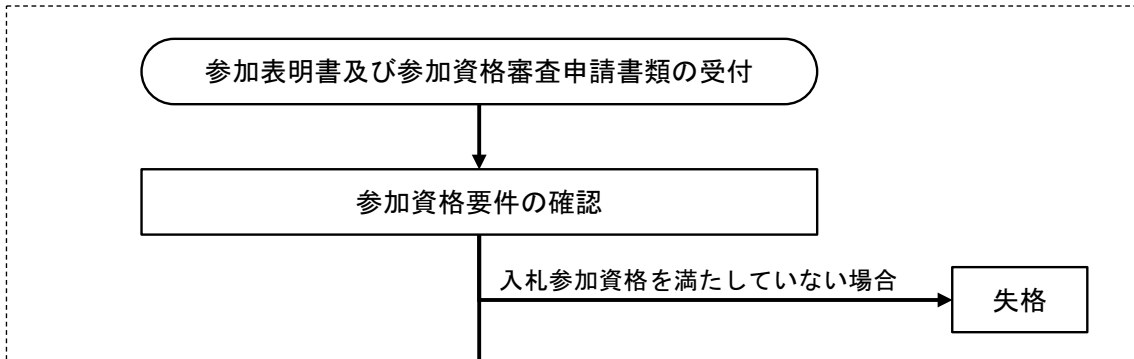 参加表明書及び参加資格審査申請書類の受付
参加資格要件の確認
入札参加資格を満たしていない場合
失格